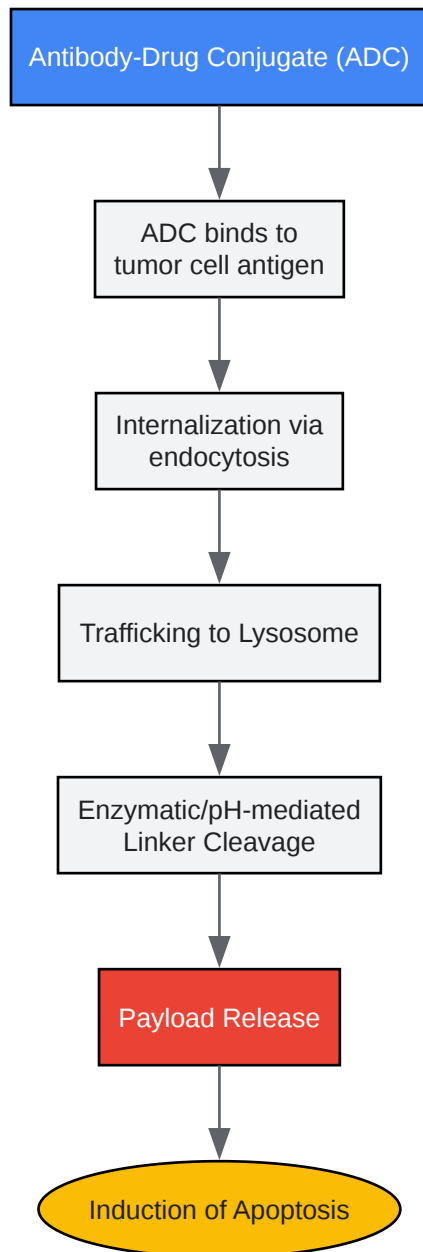 Antibody-Drug Conjugate (ADC)
ADC binds to
tumor cell antigen
Internalization via
endocytosis
Trafficking to Lysosome
Enzymatic/pH-mediated
Linker Cleavage
Payload Release
Induction of Apoptosis